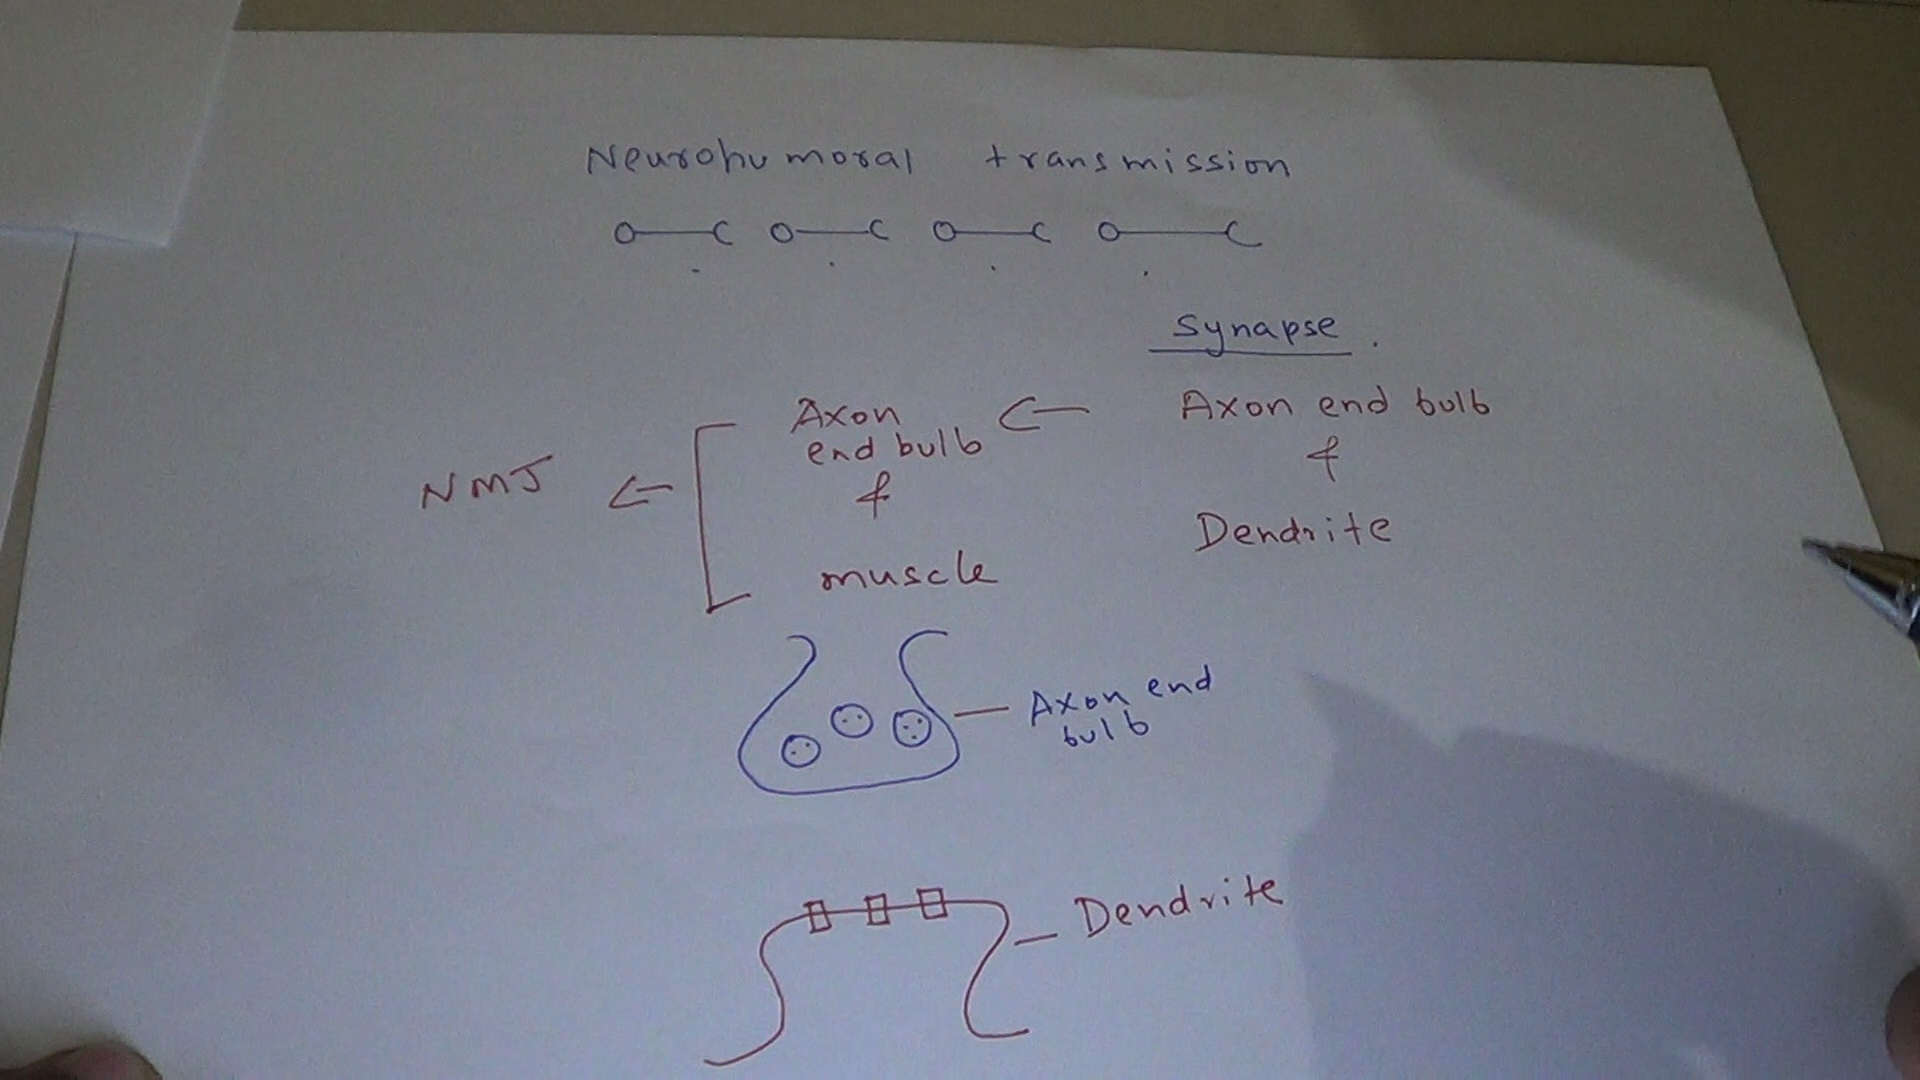 Neurohumoral transmission
Synapse.
Axon end bulb
&
Dendrite
Axon
end bulb
&
muscle
NMJ
Axon end
bulb
Dendrite